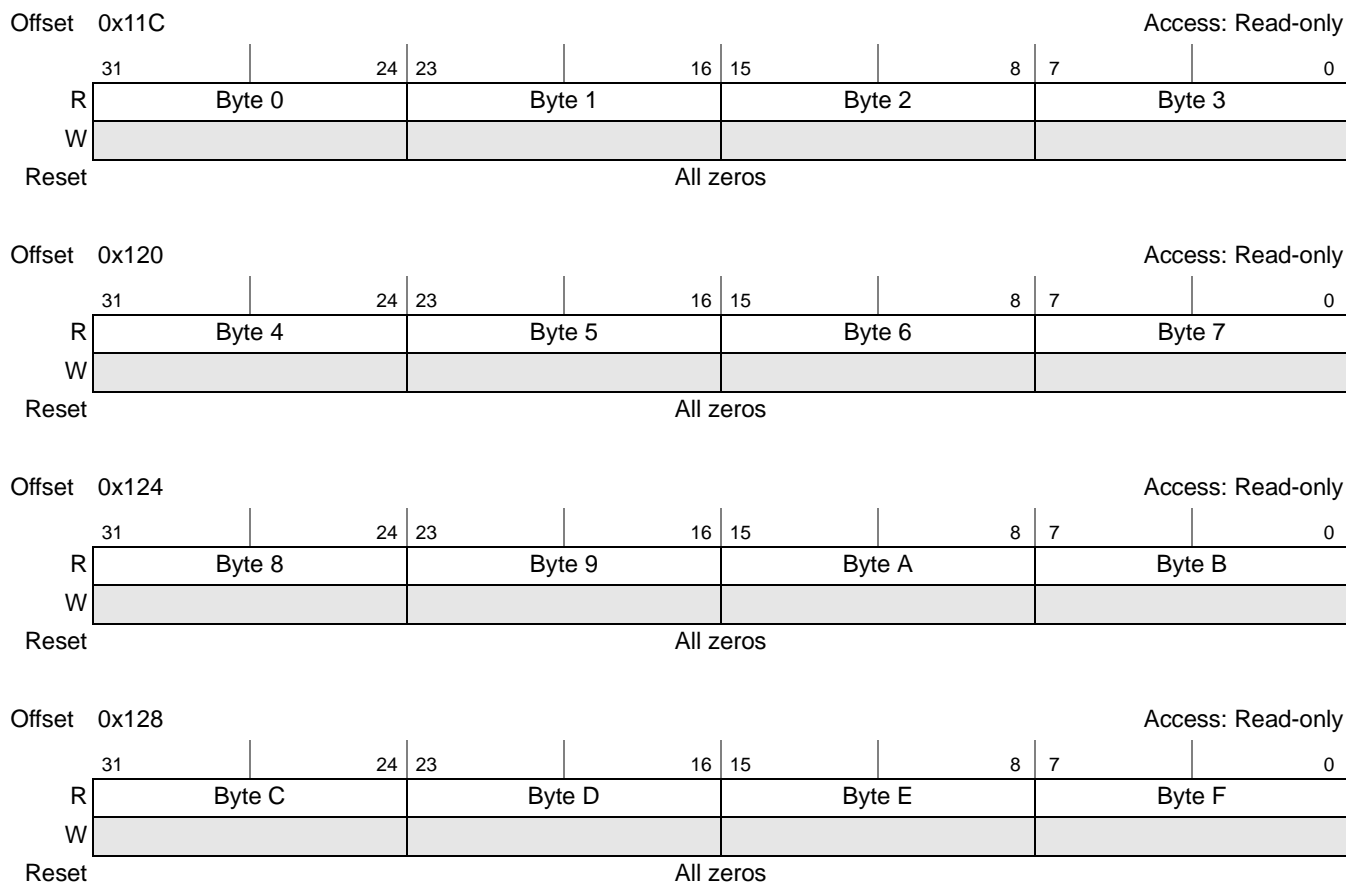 Offset 0x11C Access: Read-only
31 24 23 16 15 8 7 0
R Byte 0 Byte 1 Byte 2 Byte 3
W
Reset All zeros
Offset 0x120 Access: Read-only
31 24 23 16 15 8 7 0
R Byte 4 Byte 5 Byte 6 Byte 7
W
Reset All zeros
Offset 0x124 Access: Read-only
31 24 23 16 15 8 7 0
R Byte 8 Byte 9 Byte A Byte B
W
Reset All zeros
Offset 0x128 Access: Read-only
31 24 23 16 15 8 7 0
R Byte C Byte D Byte E Byte F
W
Reset All zeros